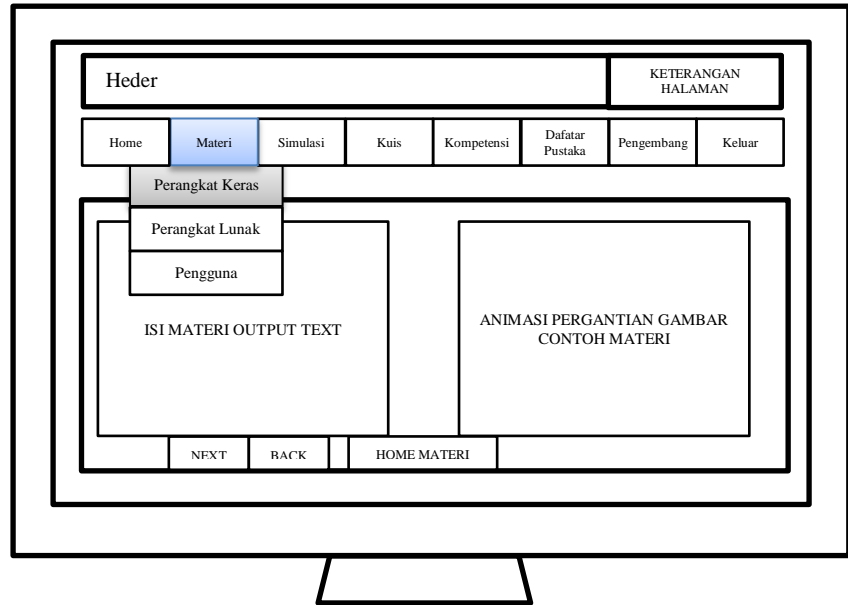 Heder
KETERANGAN
HALAMAN
Home
Materi
Simulasi
Kuis
Kompetensi
Dafatar
Pustaka
Pengembang
Keluar
Perangkat Keras
Perangkat Lunak
Pengguna
ISI MATERI OUTPUT TEXT
ANIMASI PERGANTIAN GAMBAR
CONTOH MATERI
NEXT
BACK
HOME MATERI